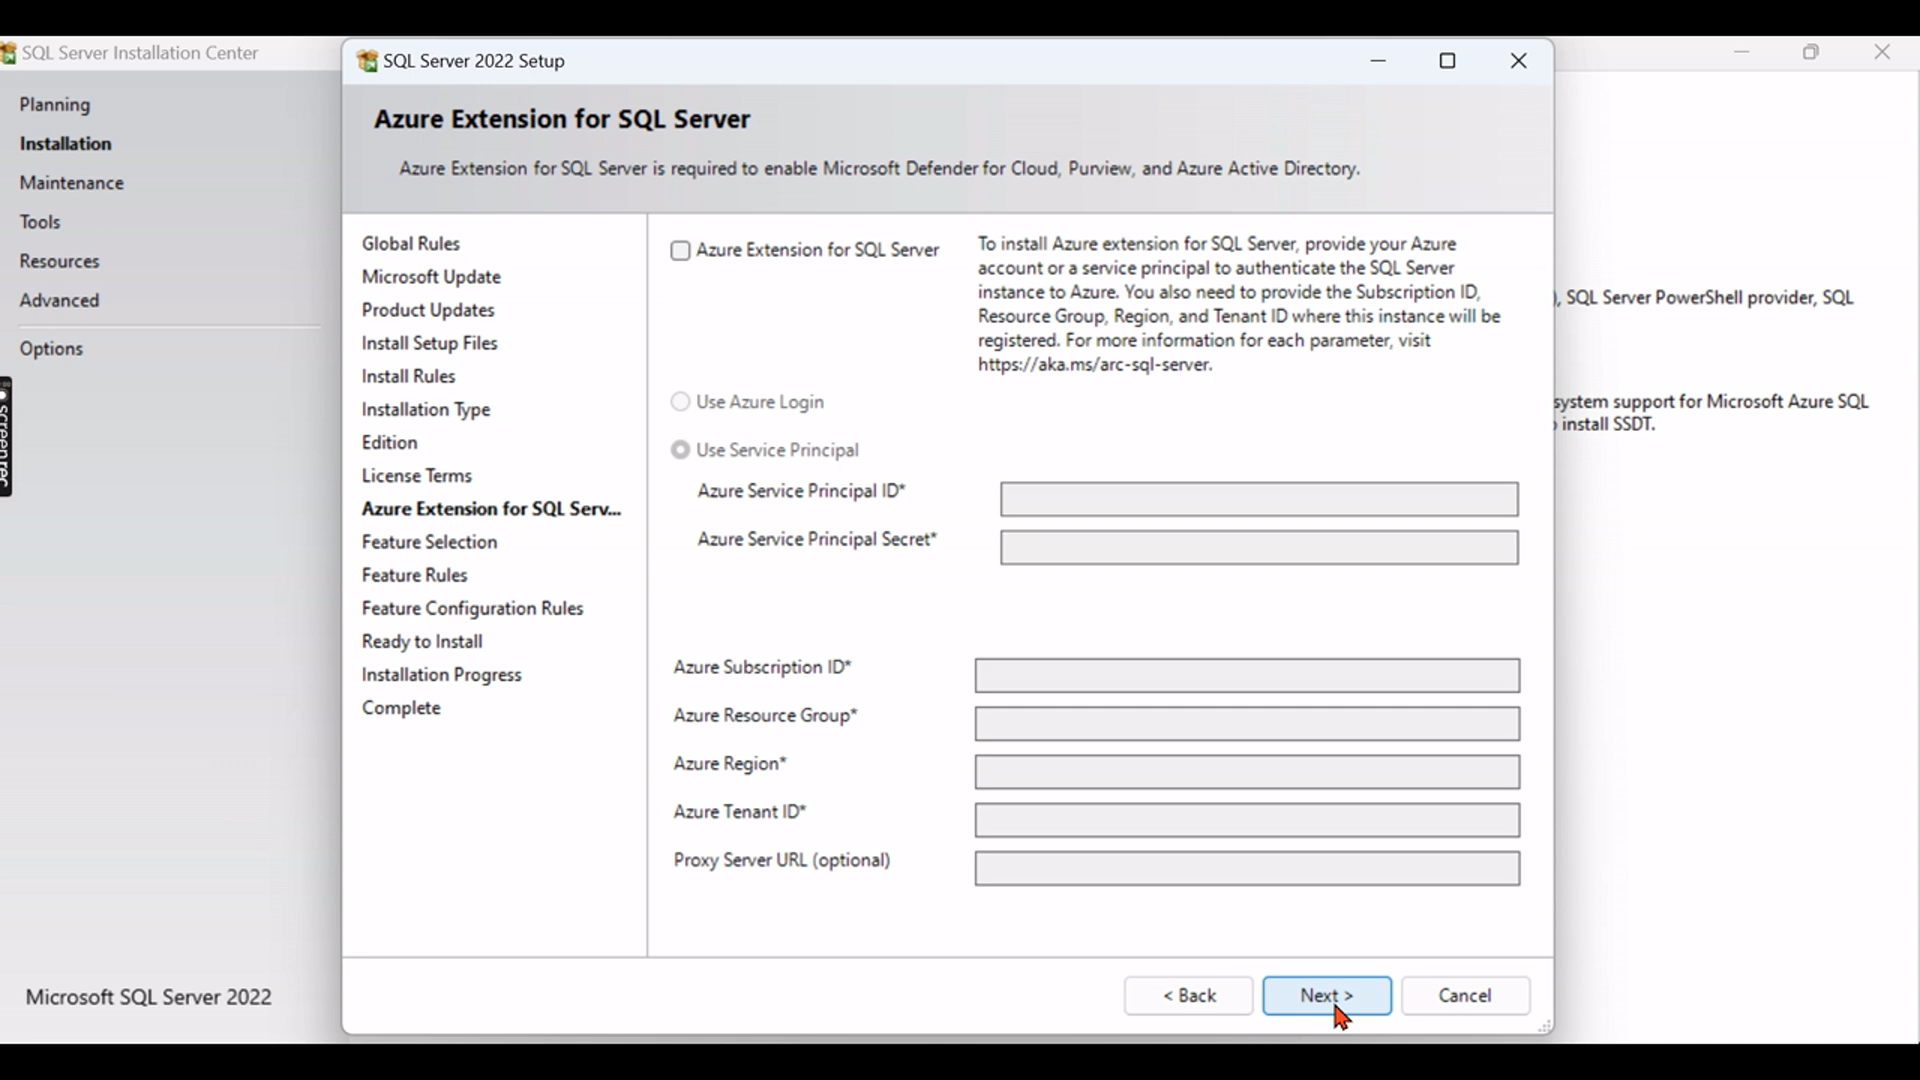 SQL Server Installation Center
Planning
Installation
Maintenance
Tools
Resources
Advanced
Options
Microsoft SQL Server 2022
SQL Server 2022 Setup
Azure Extension for SQL Server
Azure Extension for SQL Server is required to enable Microsoft Defender for Cloud, Purview, and Azure Active Directory.
Global Rules
Microsoft Update
Product Updates
Install Setup Files
Install Rules
Installation Type
Edition
License Terms
Azure Extension for SQL Serv...
Feature Selection
Feature Rules
Feature Configuration Rules
Ready to Install
Installation Progress
Complete
Azure Extension for SQL Server
To install Azure extension for SQL Server, provide your Azure
account or a service principal to authenticate the SQL Server
instance to Azure. You also need to provide the Subscription ID,
Resource Group, Region, and Tenant ID where this instance will be
registered. For more information for each parameter, visit
https://aka.ms/arc-sql-server.
Use Azure Login
Use Service Principal
Azure Service Principal ID*
Azure Service Principal Secret*
Azure Subscription ID*
Azure Resource Group*
Azure Region*
Azure Tenant ID*
Proxy Server URL (optional)
< Back
Next >
Cancel
), SQL Server PowerShell provider, SQL
system support for Microsoft Azure SQL
install SSDT.